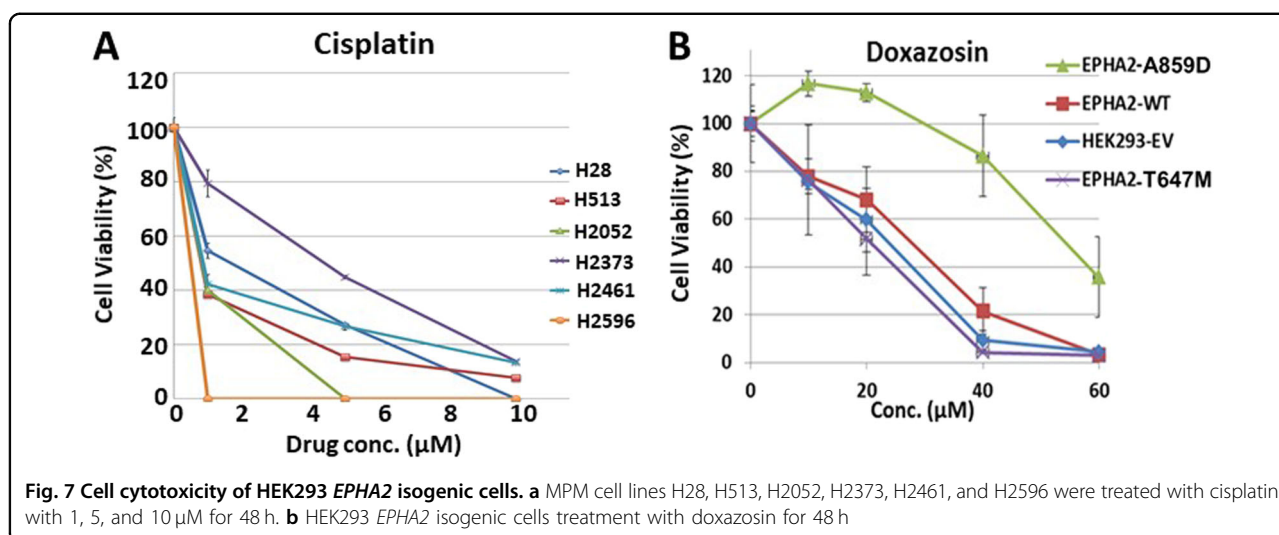 A
Cisplatin
Cell Viability (%)
120
100
80
60
40
20
0
0 2 4 6 8 10
Drug conc. (µM)
H28
H513
H2052
H2373
H2461
H2596
B
Doxazosin
Cell Viability (%)
120
100
80
60
40
20
0
0 20 40 60
Conc. (µM)
EPHA2-A859D
EPHA2-WT
HEK293-EV
EPHA2-T647M
Fig. 7 Cell cytotoxicity of HEK293 EPHA2 isogenic cells. a MPM cell lines H28, H513, H2052, H2373, H2461, and H2596 were treated with cisplatin
with 1, 5, and 10 µM for 48 h. b HEK293 EPHA2 isogenic cells treatment with doxazosin for 48 h